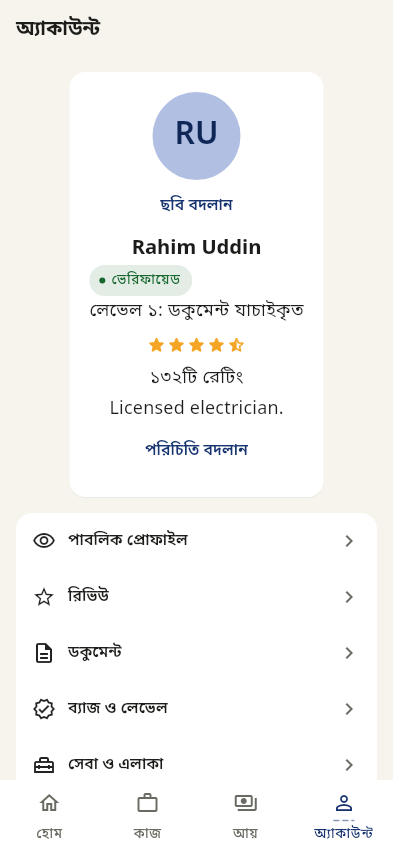 অ্যাকাউন্ট
RU
ছবি বদলান
Rahim Uddin
ভেরিফায়েড
লেভেল ১: ডকুমেন্ট যাচাইকৃত
১৩২টি রেটিং
Licensed electrician.
পরিচিতি বদলান
পাবলিক প্রোফাইল
রিভিউ
ডকুমেন্ট
ব্যাজ ও লেভেল
সেবা ও এলাকা
হোম
কাজ
আয়
অ্যাকাউন্ট